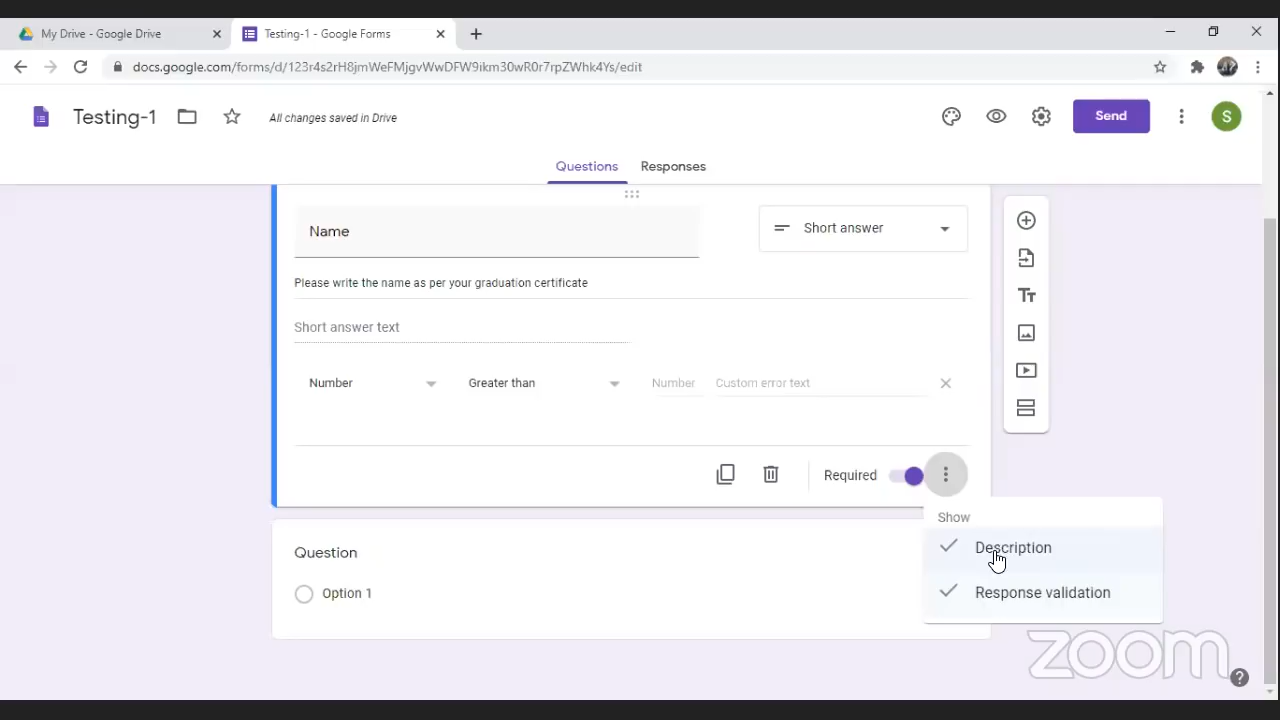 My Drive - Google Drive
Testing-1 - Google Forms
docs.google.com/forms/d/123r4s2rH8jmWeFMjgvWwDFW9ikm30wR0r7rpZWhk4Ys/edit
Testing-1
All changes saved in Drive
Send
S
Questions
Responses
Name
Short answer
Please write the name as per your graduation certificate
Short answer text
Number
Greater than
Number
Custom error text
Required
Show
Description
Response validation
Question
Option 1
zoom